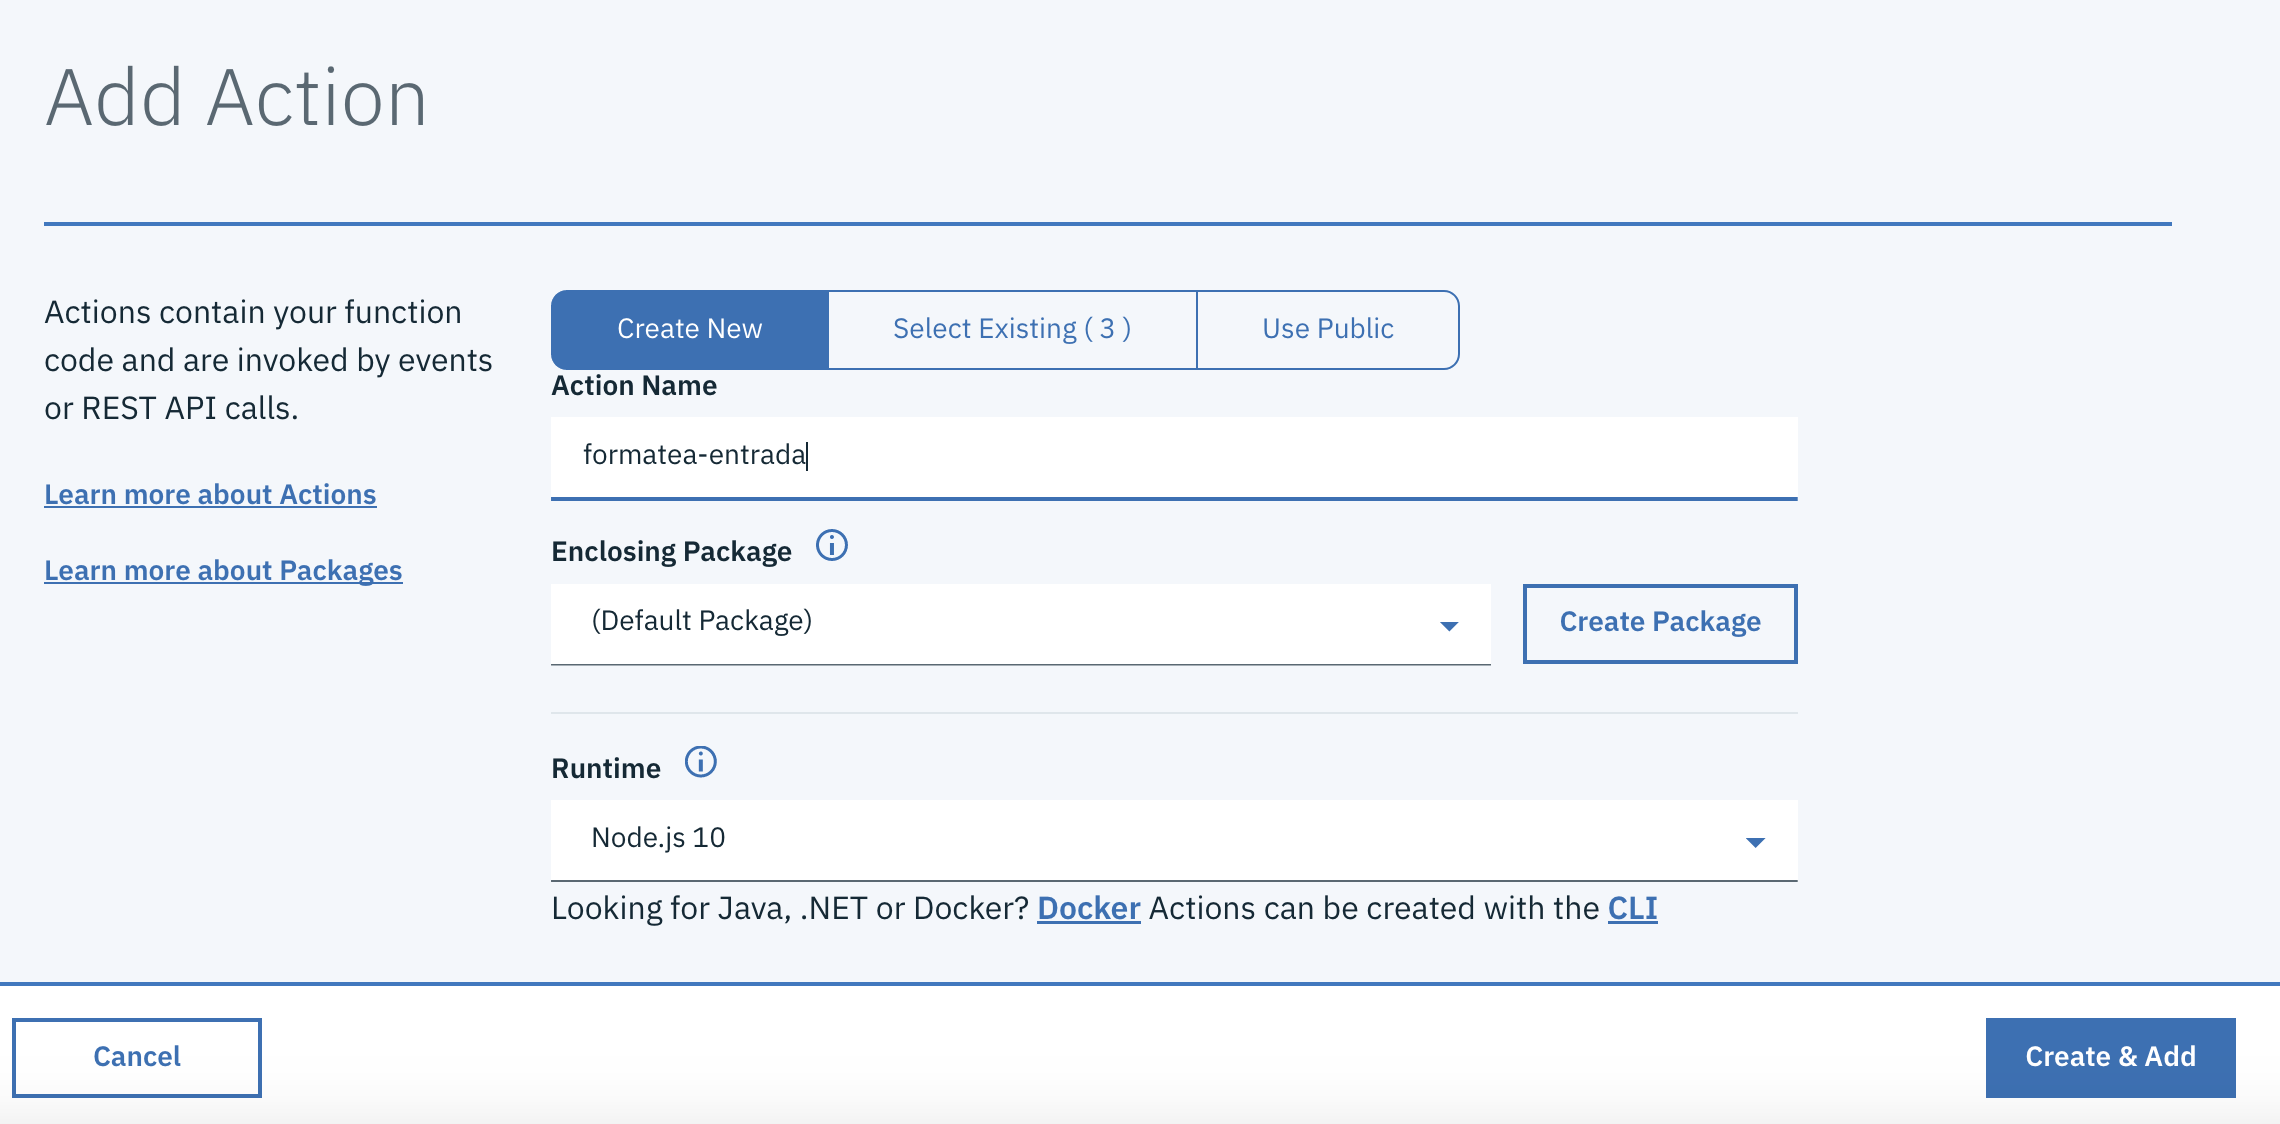 Add Action
Actions contain your function
code and are invoked by events
or REST API calls.
Learn more about Actions
Learn more about Packages
Create New
Select Existing ( 3 )
Use Public
Action Name
formatea-entrada
Enclosing Package
(Default Package)
Create Package
Runtime
Node.js 10
Looking for Java, .NET or Docker? Docker Actions can be created with the CLI
Cancel
Create & Add